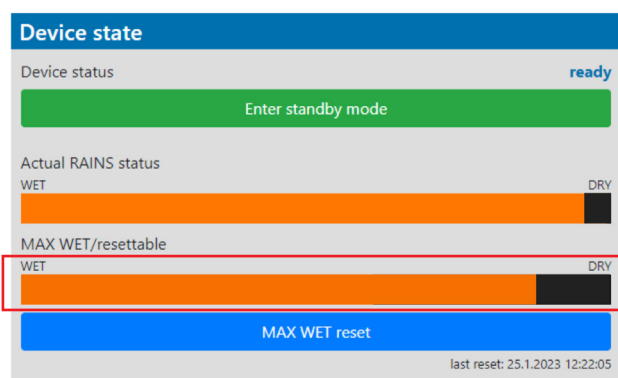 Device state
Device status ready
Enter standby mode
Actual RAINS status
WET DRY
MAX WET/resettable
WET DRY
MAX WET reset
last reset: 25.1.2023 12:22:05